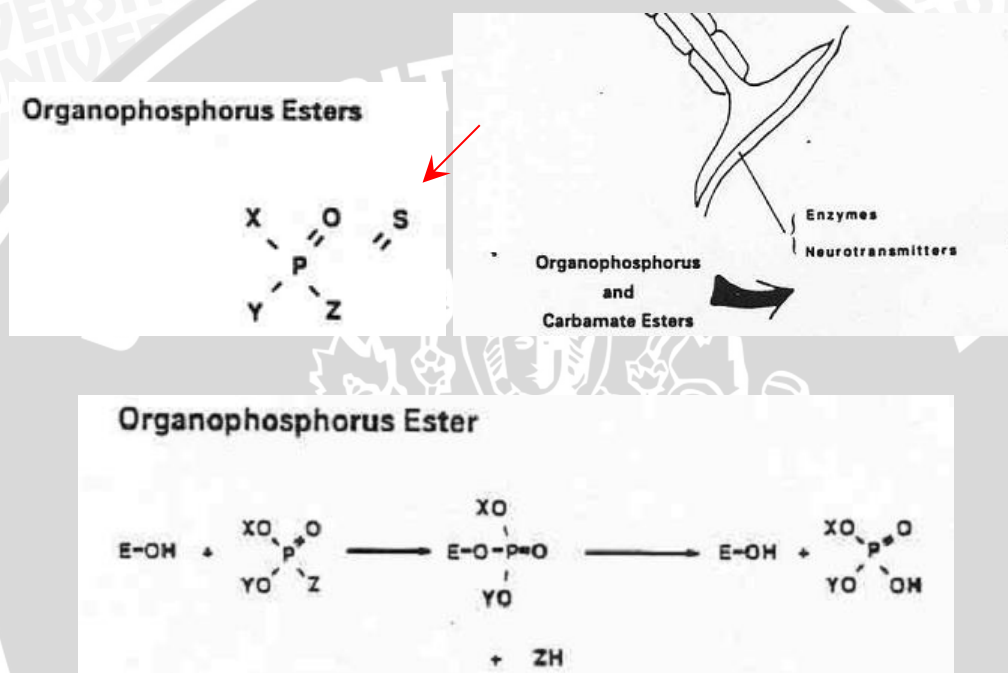 Organophosphorus Esters
X O S
P
Y Z
Enzymes
Neurotransmitters
Organophosphorus
and
Carbamate Esters
Organophosphorus Ester
XO
XO O XO O
E-OH + P E-O-P=O E-OH + P
YO Z YO OH
YO
+ ZH